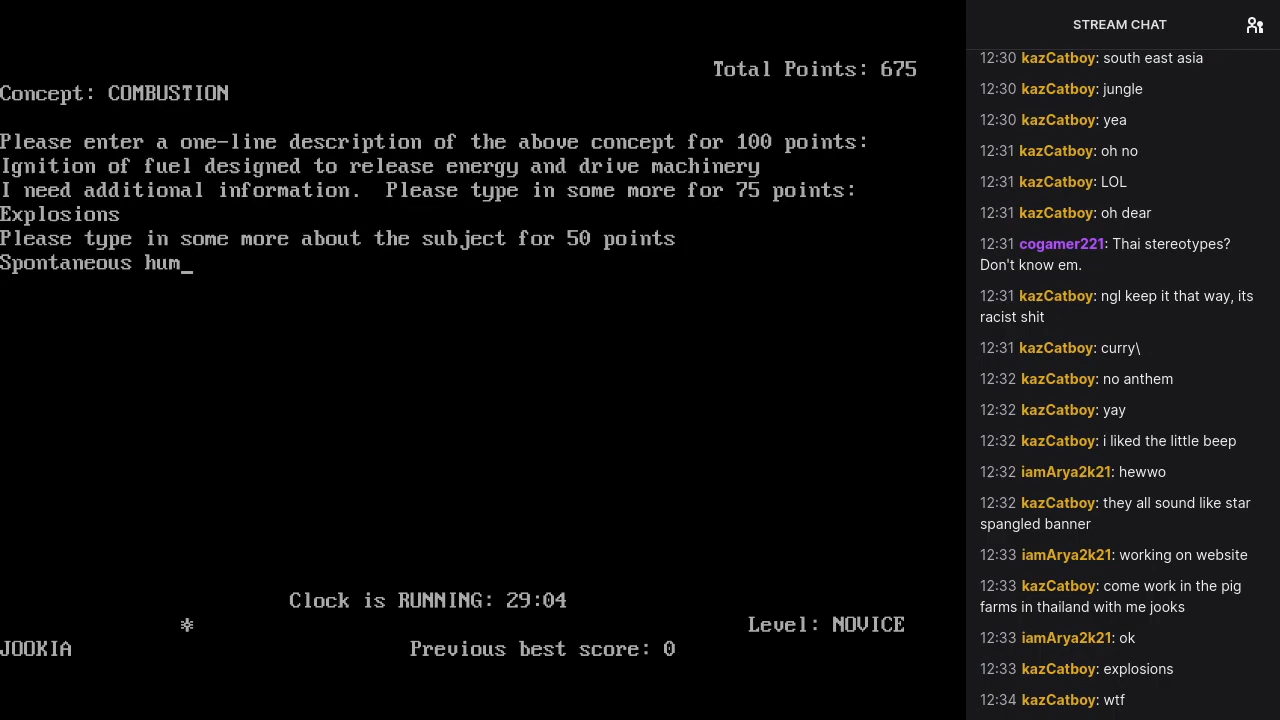 Total Points: 675
Concept: COMBUSTION
Please enter a one-line description of the above concept for 100 points:
Ignition of fuel designed to release energy and drive machinery
I need additional information.  Please type in some more for 75 points:
Explosions
Please type in some more about the subject for 50 points
Spontaneous hum_
Clock is RUNNING: 29:04
*
Level: NOVICE
JOOKIA
Previous best score: 0
STREAM CHAT
12:30 kazCatboy: south east asia
12:30 kazCatboy: jungle
12:30 kazCatboy: yea
12:31 kazCatboy: oh no
12:31 kazCatboy: LOL
12:31 kazCatboy: oh dear
12:31 cogamer221: Thai stereotypes?
Don't know em.
12:31 kazCatboy: ngl keep it that way, its
racist shit
12:31 kazCatboy: curry\
12:32 kazCatboy: no anthem
12:32 kazCatboy: yay
12:32 kazCatboy: i liked the little beep
12:32 iamArya2k21: hewwo
12:32 kazCatboy: they all sound like star
spangled banner
12:33 iamArya2k21: working on website
12:33 kazCatboy: come work in the pig
farms in thailand with me jooks
12:33 iamArya2k21: ok
12:33 kazCatboy: explosions
12:34 kazCatboy: wtf